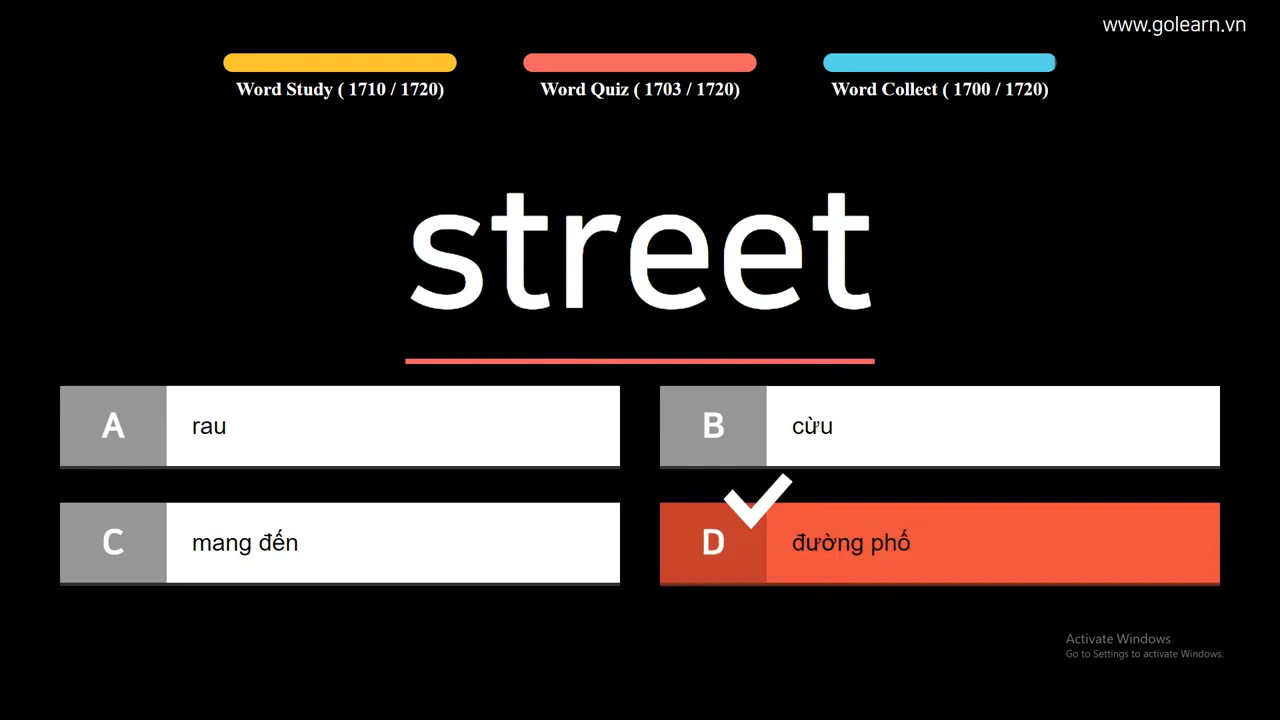 www.golearn.vn
Word Study ( 1710 / 1720)
Word Quiz ( 1703 / 1720)
Word Collect ( 1700 / 1720)
street
A rau
B cừu
C mang đến
D đường phố
Activate Windows
Go to Settings to activate Windows.